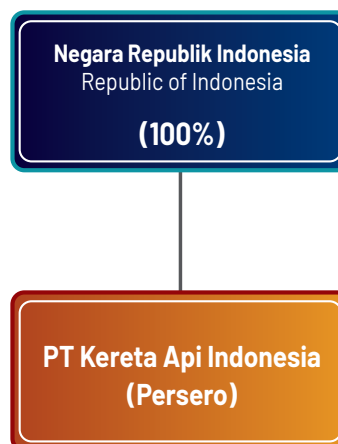 Negara Republik Indonesia
Republic of Indonesia
(100%)
PT Kereta Api Indonesia
(Persero)